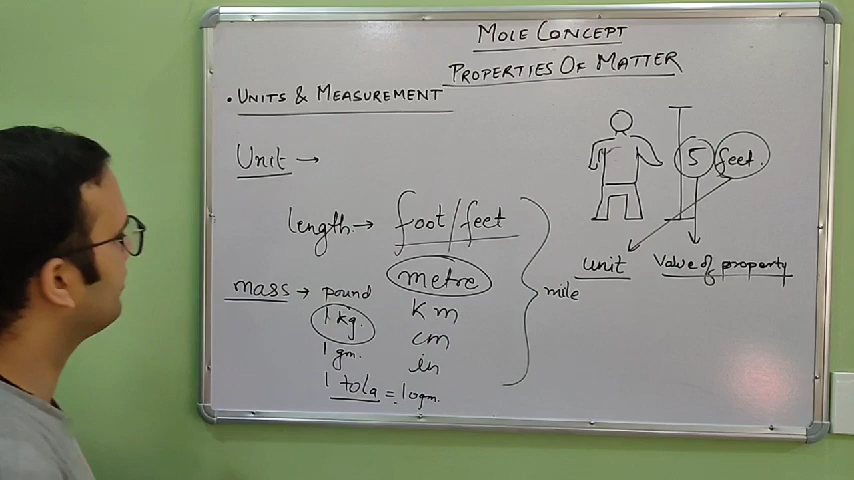 MOLE CONCEPT
PROPERTIES OF MATTER
• UNITS & MEASUREMENT
Unit →
5 feet.
length → foot/feet
unit Value of property
metre
mass → pound
mile
1 kg. km
1 gm. cm
in
1 tola = 10gm.